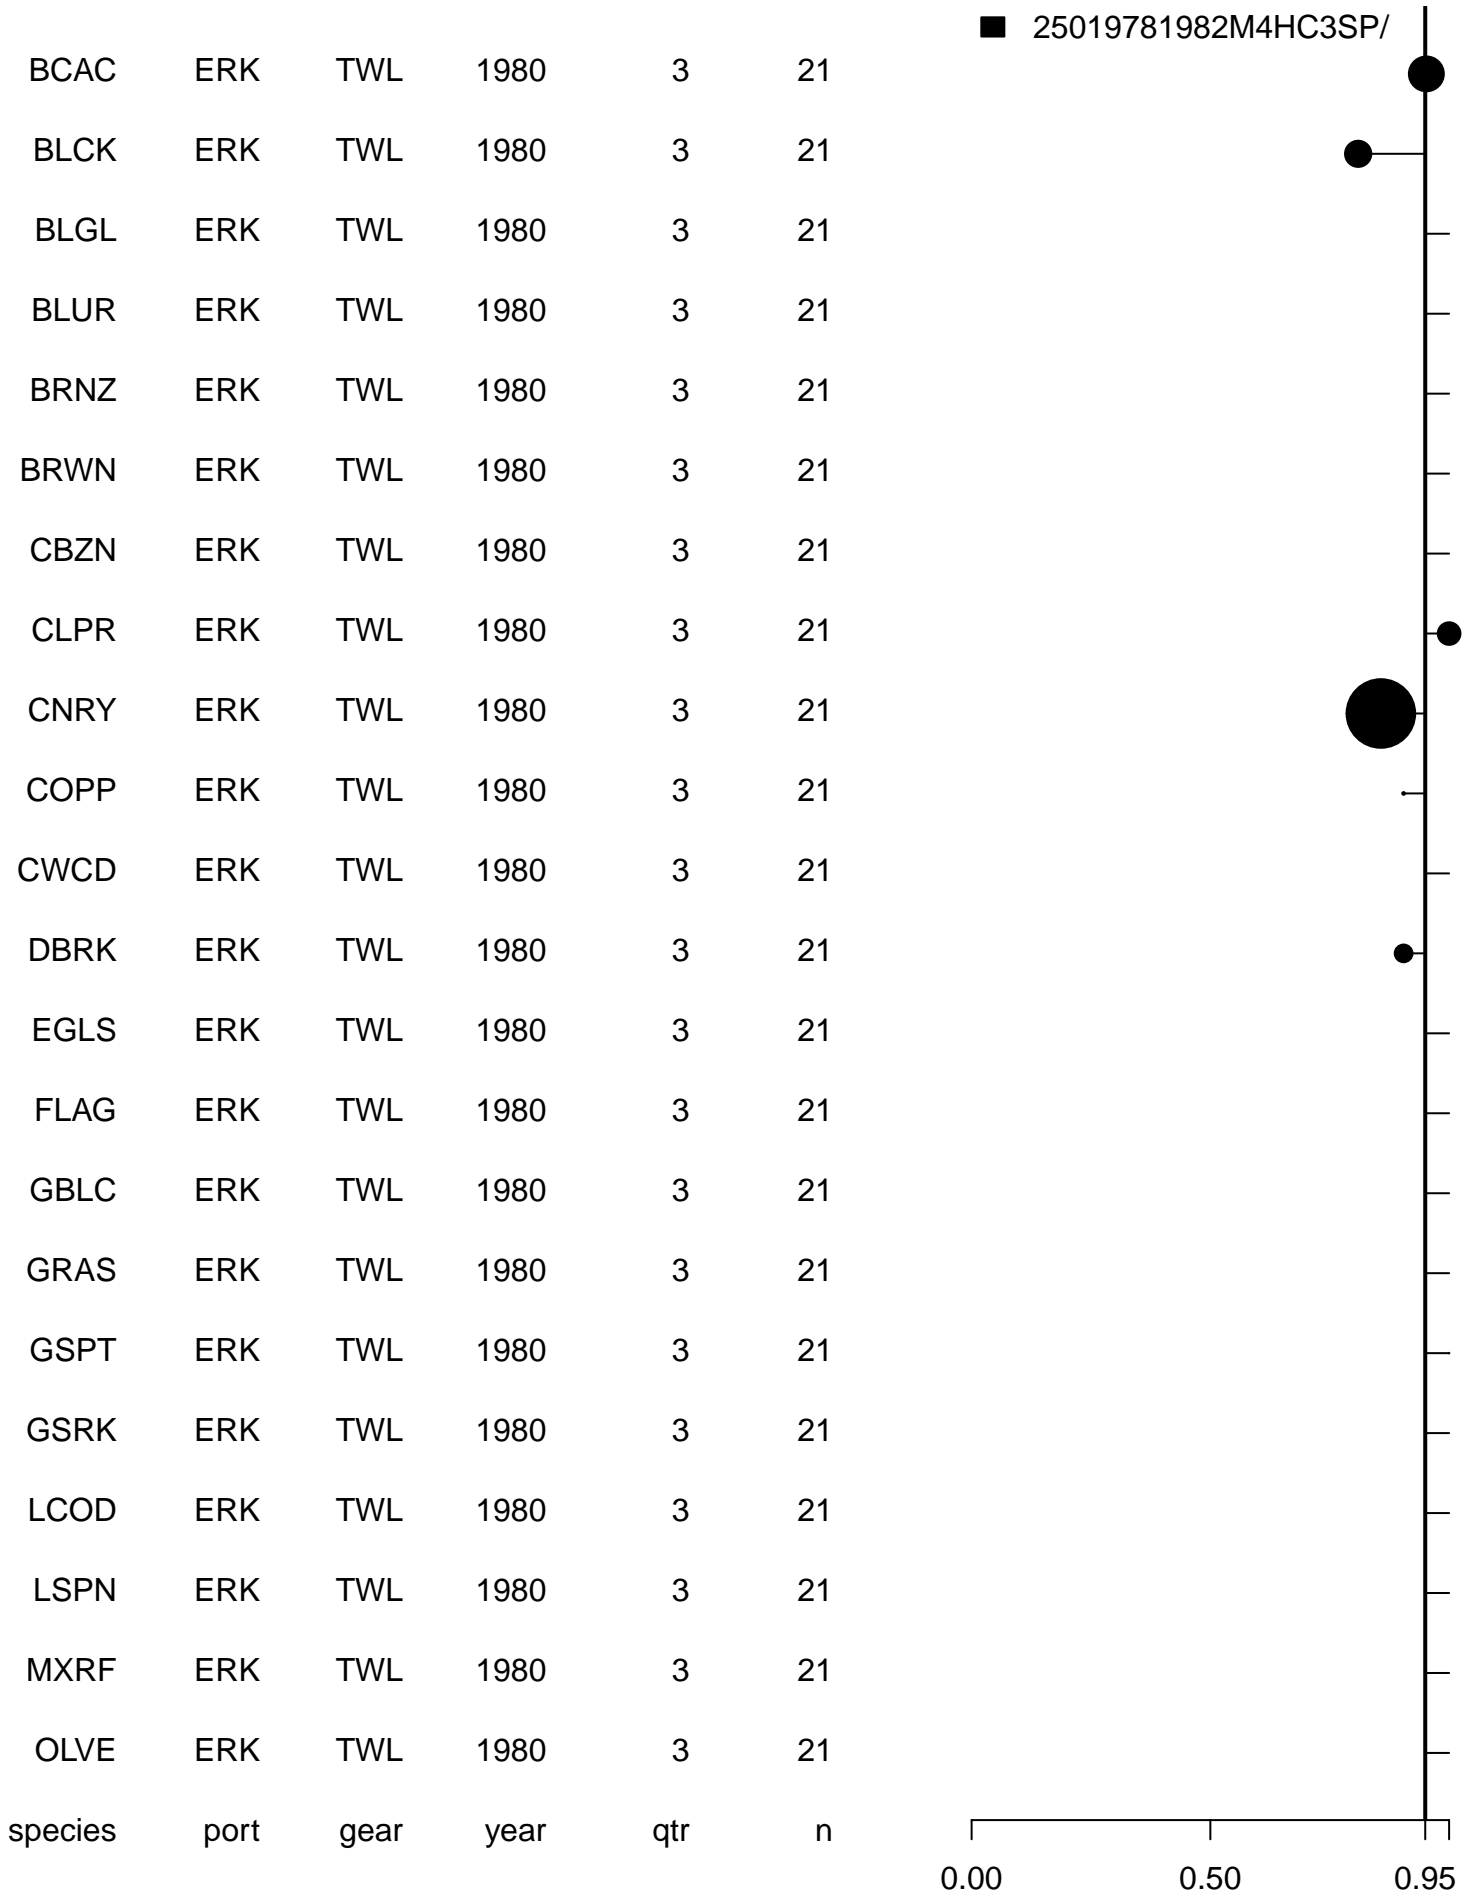 25019781982M4HC3SP/
BCAC ERK TWL 1980 3 21
BLCK ERK TWL 1980 3 21
BLGL ERK TWL 1980 3 21
BLUR ERK TWL 1980 3 21
BRNZ ERK TWL 1980 3 21
BRWN ERK TWL 1980 3 21
CBZN ERK TWL 1980 3 21
CLPR ERK TWL 1980 3 21
CNRY ERK TWL 1980 3 21
COPP ERK TWL 1980 3 21
CWCD ERK TWL 1980 3 21
DBRK ERK TWL 1980 3 21
EGLS ERK TWL 1980 3 21
FLAG ERK TWL 1980 3 21
GBLC ERK TWL 1980 3 21
GRAS ERK TWL 1980 3 21
GSPT ERK TWL 1980 3 21
GSRK ERK TWL 1980 3 21
LCOD ERK TWL 1980 3 21
LSPN ERK TWL 1980 3 21
MXRF ERK TWL 1980 3 21
OLVE ERK TWL 1980 3 21
species port gear year qtr n
0.00 0.50 0.95